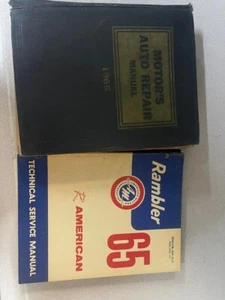 MOTOR'S
AUTO REPAIR
MANUAL
1965
Rambler
65
AMERICAN
TECHNICAL SERVICE MANUAL